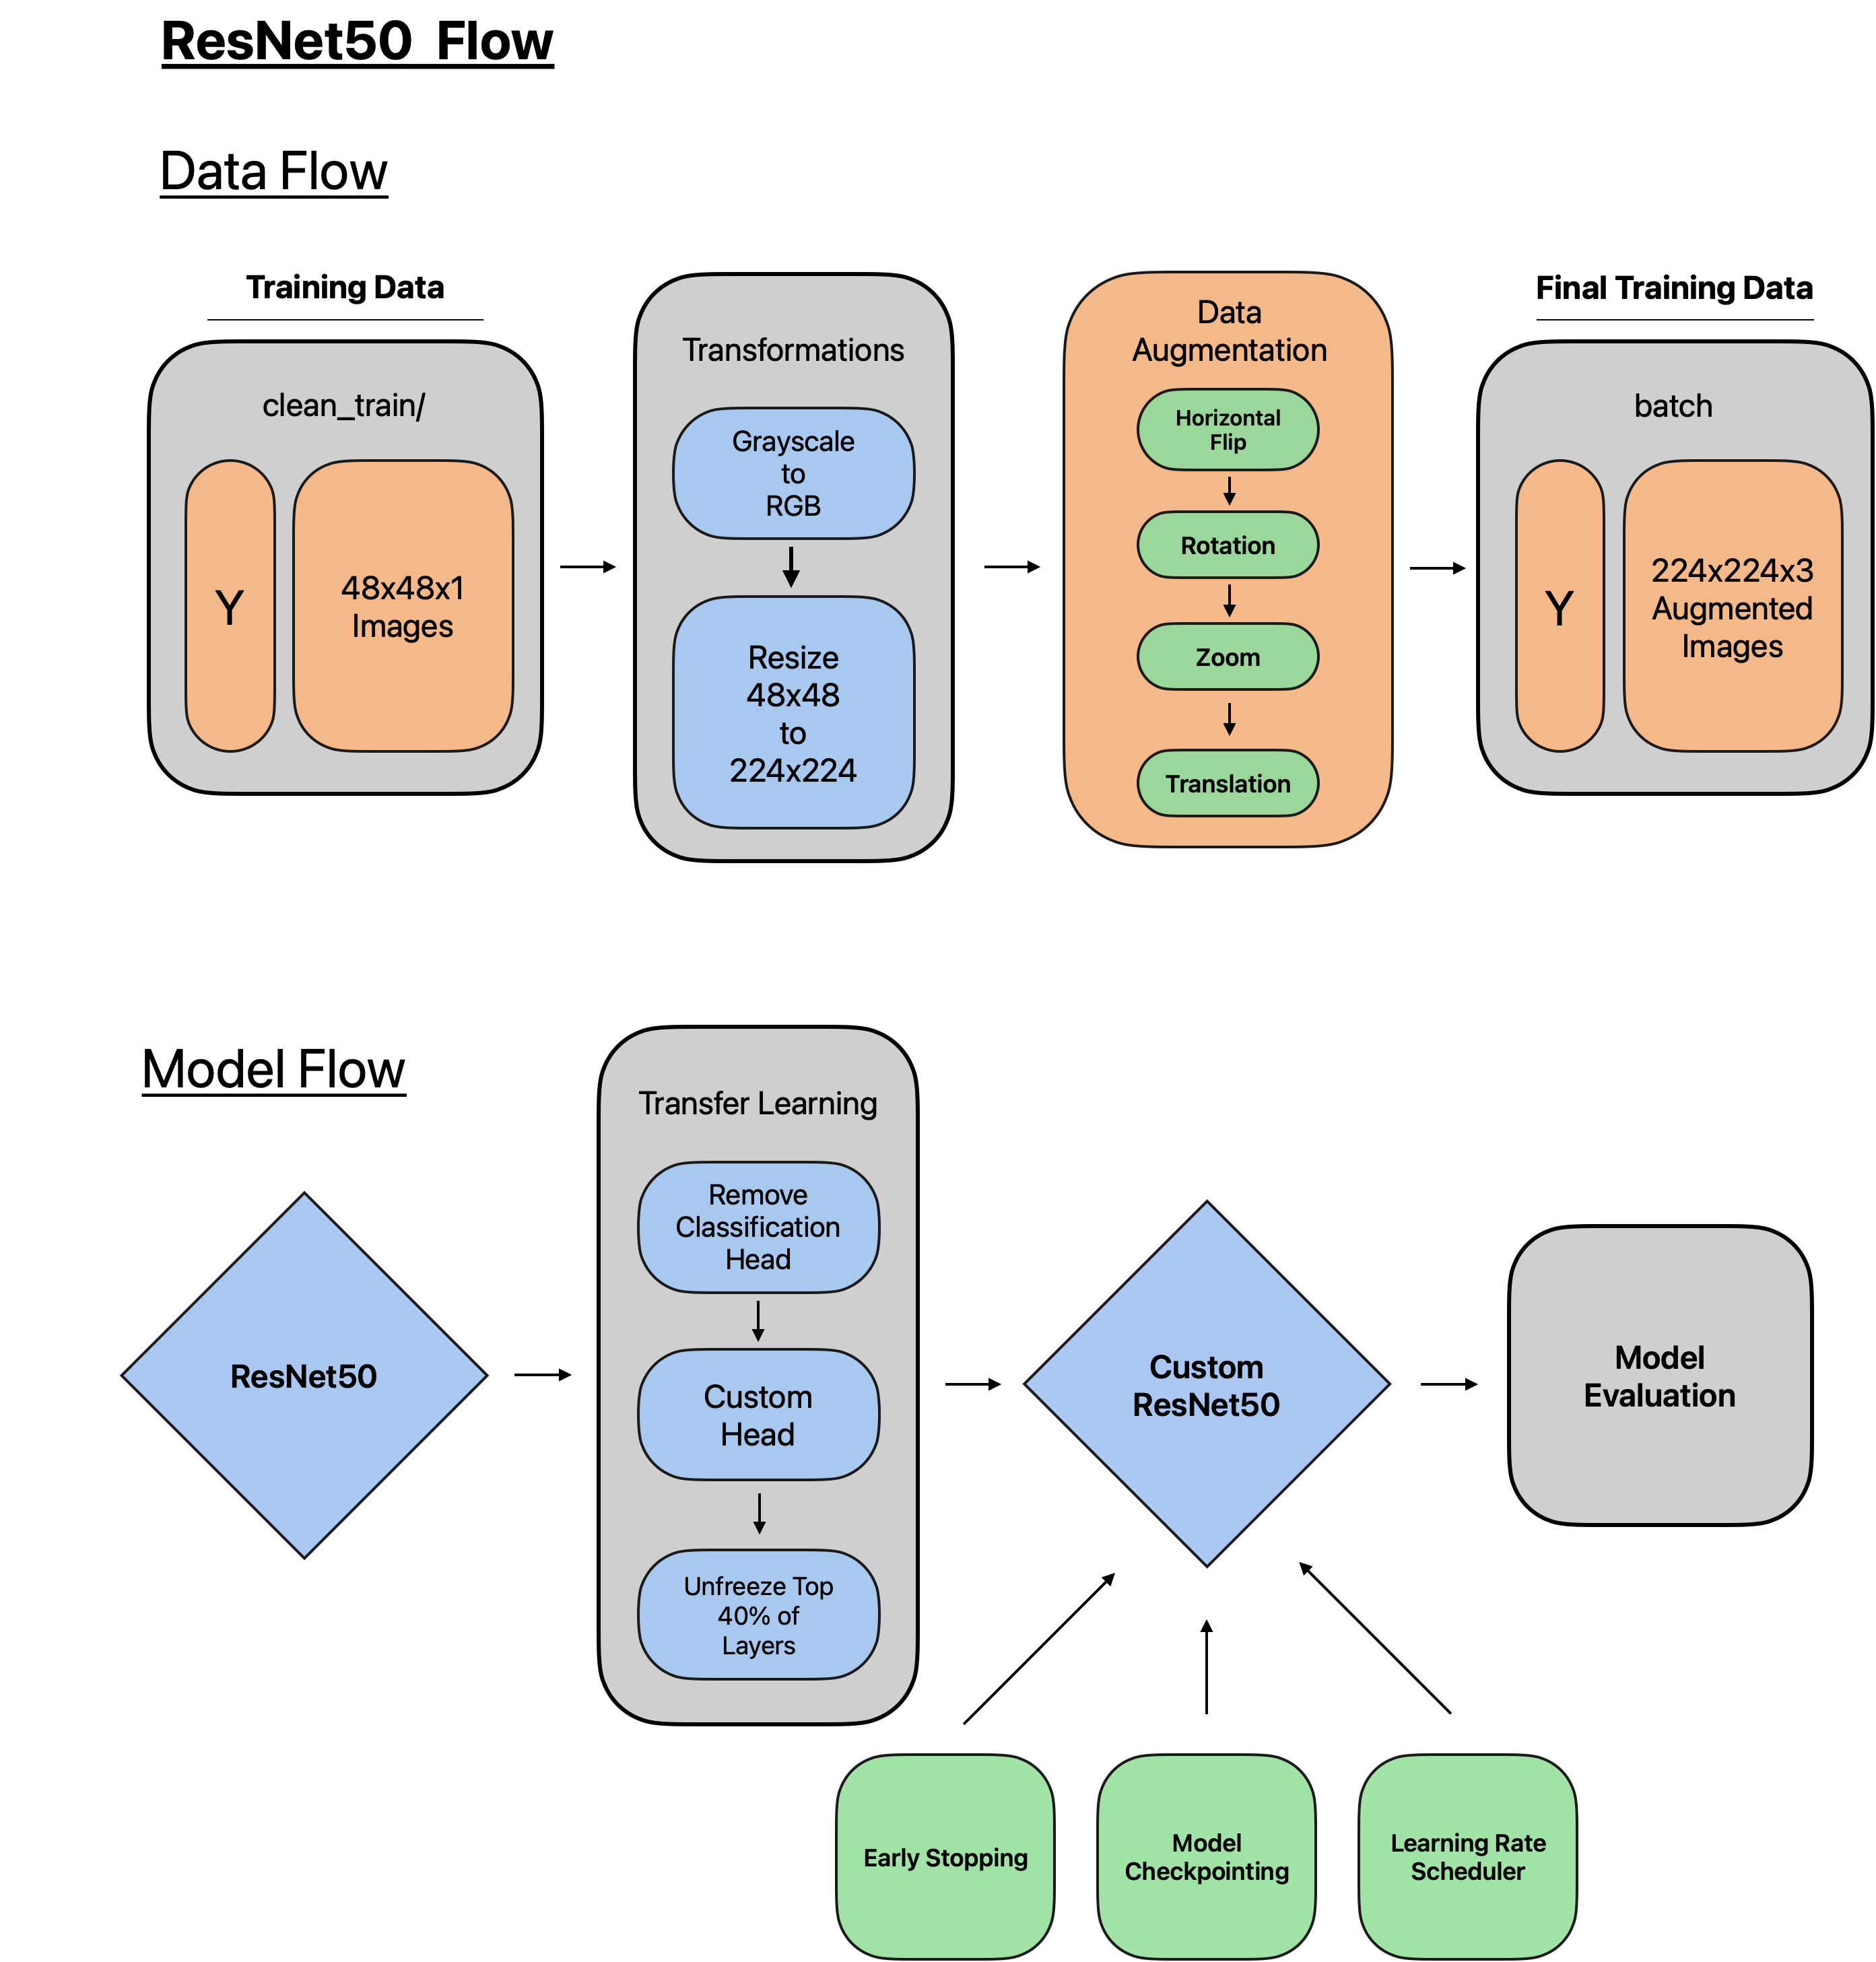 ResNet50 Flow
Data Flow
Training Data
clean_train/
Y
48x48x1
Images
Transformations
Grayscale
to
RGB
Resize
48x48
to
224x224
Data
Augmentation
Horizontal
Flip
Rotation
Zoom
Translation
Final Training Data
batch
Y
224x224x3
Augmented
Images
Model Flow
ResNet50
Transfer Learning
Remove
Classification
Head
Custom
Head
Unfreeze Top
40% of
Layers
Custom
ResNet50
Model
Evaluation
Early Stopping
Model
Checkpointing
Learning Rate
Scheduler